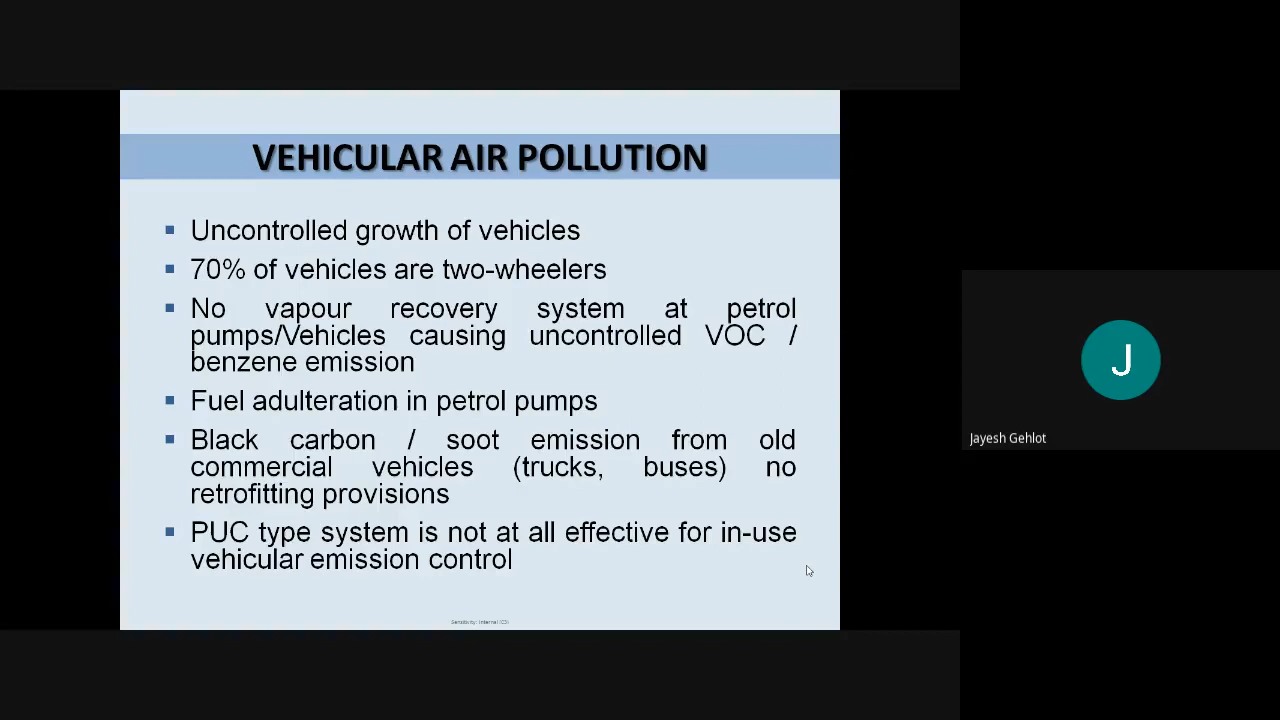 VEHICULAR AIR POLLUTION
Uncontrolled growth of vehicles
70% of vehicles are two-wheelers
No vapour recovery system at petrol
pumps/Vehicles causing uncontrolled VOC /
benzene emission
Fuel adulteration in petrol pumps
Black carbon / soot emission from old
commercial vehicles (trucks, buses) no
retrofitting provisions
PUC type system is not at all effective for in-use
vehicular emission control
Sensitivity: Internal (C3)
J
Jayesh Gehlot